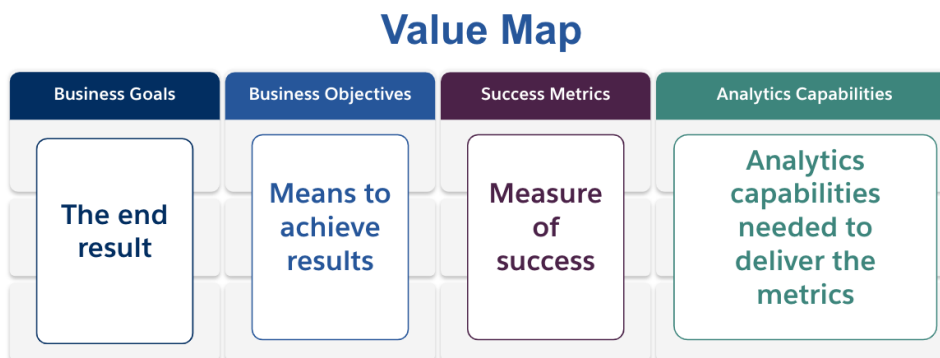 Value Map
Business Goals
Business Objectives
Success Metrics
Analytics Capabilities
The end
result
Means to
achieve
results
Measure
of
success
Analytics
capabilities
needed to
deliver the
metrics